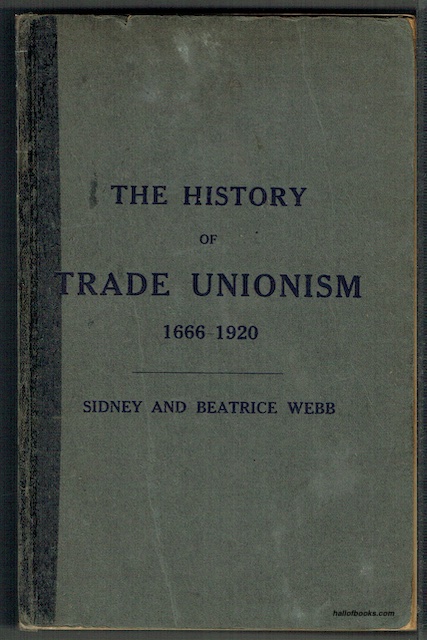 THE HISTORY
OF
TRADE UNIONISM
1666 1920
SIDNEY AND BEATRICE WEBB
hallofbooks.com